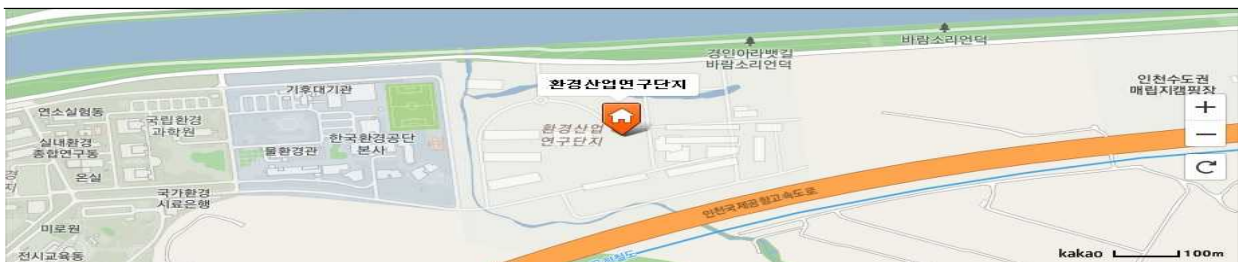 바람소리언덕
경인아라뱃길
바람소리언덕
환경산업연구단지
인천수도권
매립지캠핑장
기후대기관
연소실험동
국립환경
과학원
환경산업
연구단지
한국환경공단
본사
실내환경
종합연구동
물환경관
온실
국가환경
시료은행
인천국제공항고속도로
미로원
전시교육동
kakao
100m